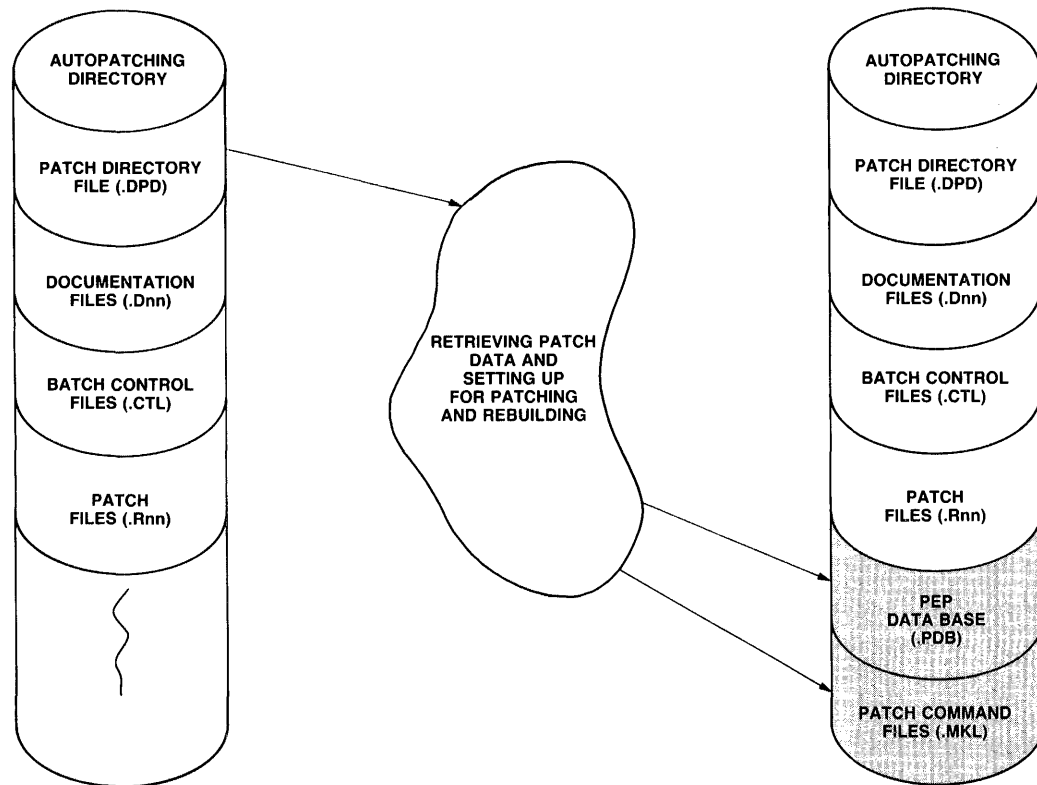 AUTOPATCHING
DIRECTORY
PATCH DIRECTORY
FILE (.DPD)
DOCUMENTATION
FILES (.Dnn)
BATCH CONTROL
FILES (.CTL)
PATCH
FILES (.Rnn)
RETRIEVING PATCH
DATA AND
SETTING UP
FOR PATCHING
AND REBUILDING
AUTOPATCHING
DIRECTORY
PATCH DIRECTORY
FILE (.DPD)
DOCUMENTATION
FILES (.Dnn)
BATCH CONTROL
FILES (.CTL)
PATCH
FILES (.Rnn)
PEP
DATA BASE
(.PDB)
PATCH COMMAND
FILES (.MKL)